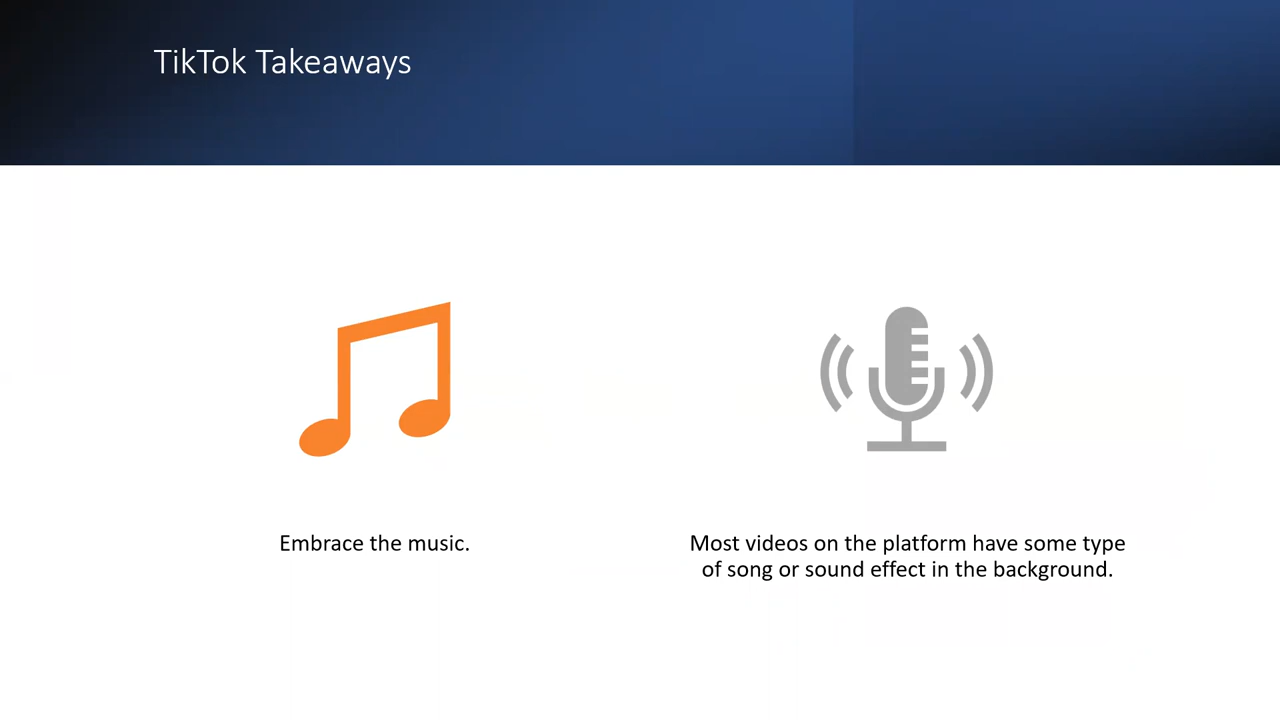 TikTok Takeaways
Embrace the music.
Most videos on the platform have some type
of song or sound effect in the background.